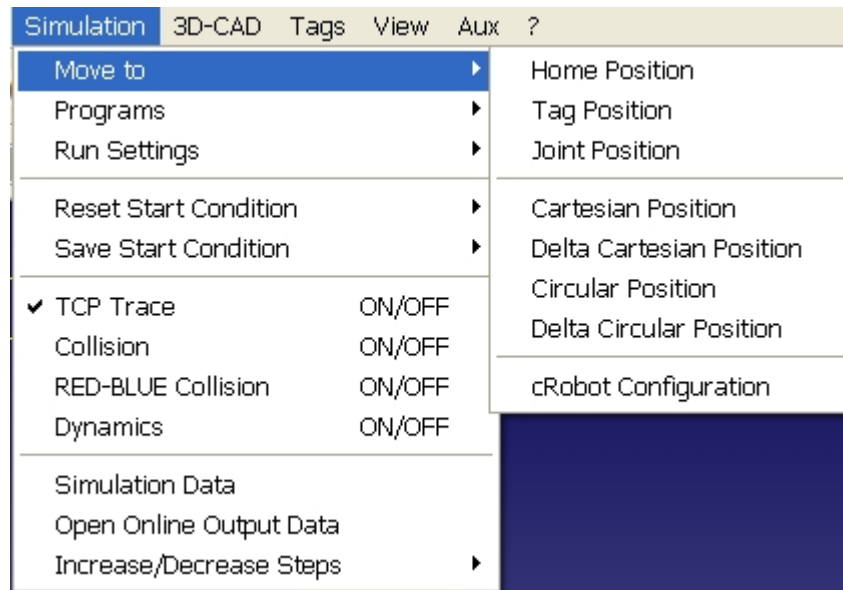 Simulation 3D-CAD Tags View Aux ?
Move to
Programs
Run Settings
Reset Start Condition
Save Start Condition
TCP Trace ON/OFF
Collision ON/OFF
RED-BLUE Collision ON/OFF
Dynamics ON/OFF
Simulation Data
Open Online Output Data
Increase/Decrease Steps
Home Position
Tag Position
Joint Position
Cartesian Position
Delta Cartesian Position
Circular Position
Delta Circular Position
cRobot Configuration